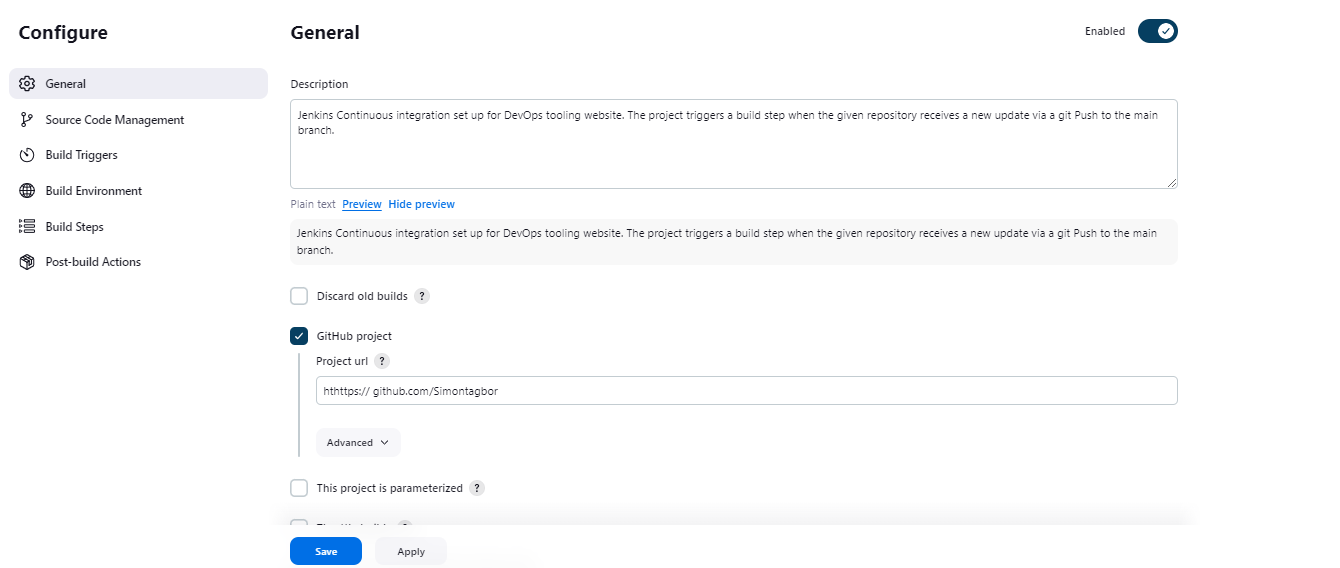 Configure
General
Source Code Management
Build Triggers
Build Environment
Build Steps
Post-build Actions
General
Enabled
Description
Jenkins Continuous integration set up for DevOps tooling website. The project triggers a build step when the given repository receives a new update via a git Push to the main
branch.
Plain text Preview Hide preview
Jenkins Continuous integration set up for DevOps tooling website. The project triggers a build step when the given repository receives a new update via a git Push to the main
branch.
Discard old builds ?
GitHub project
Project url ?
hthttps:// github.com/Simontagbor
Advanced
This project is parameterized ?
Save
Apply